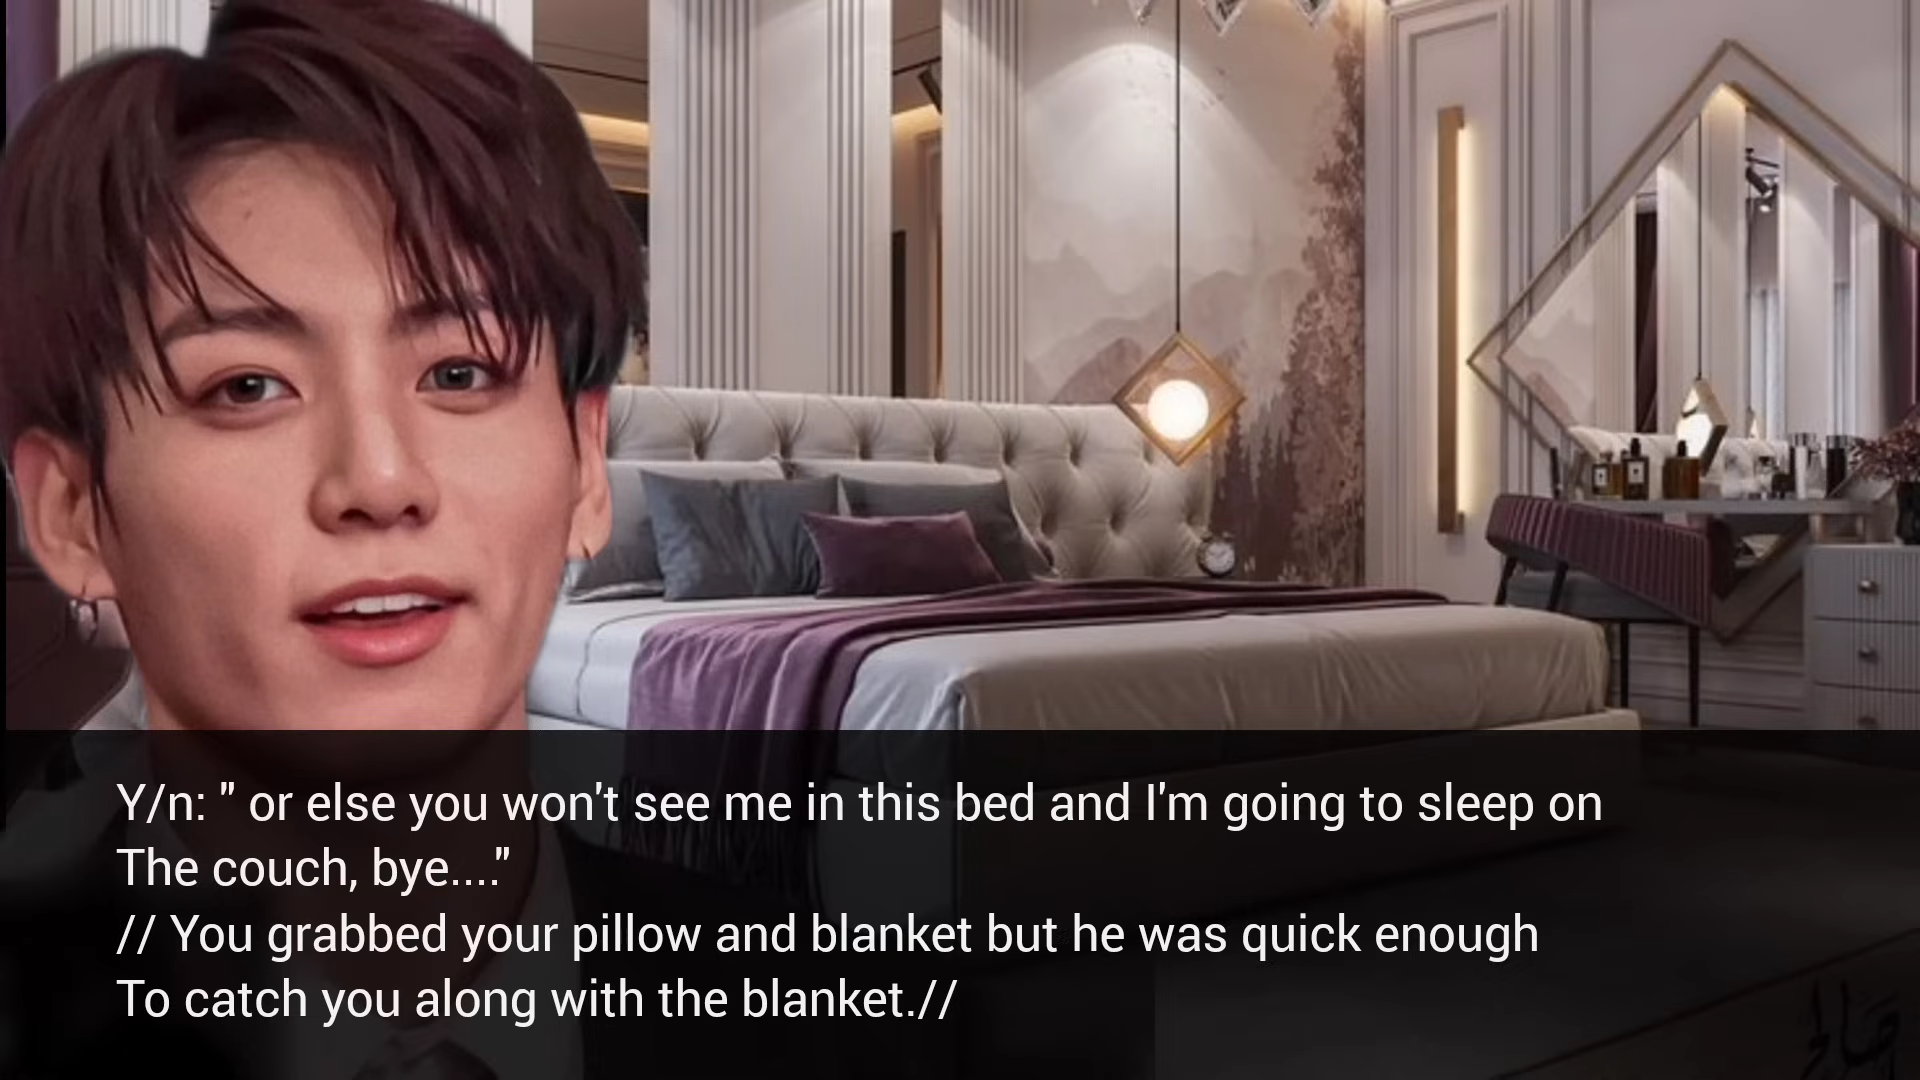 Y/n: " or else you won't see me in this bed and I'm going to sleep on
The couch, bye...."
// You grabbed your pillow and blanket but he was quick enough
To catch you along with the blanket.//